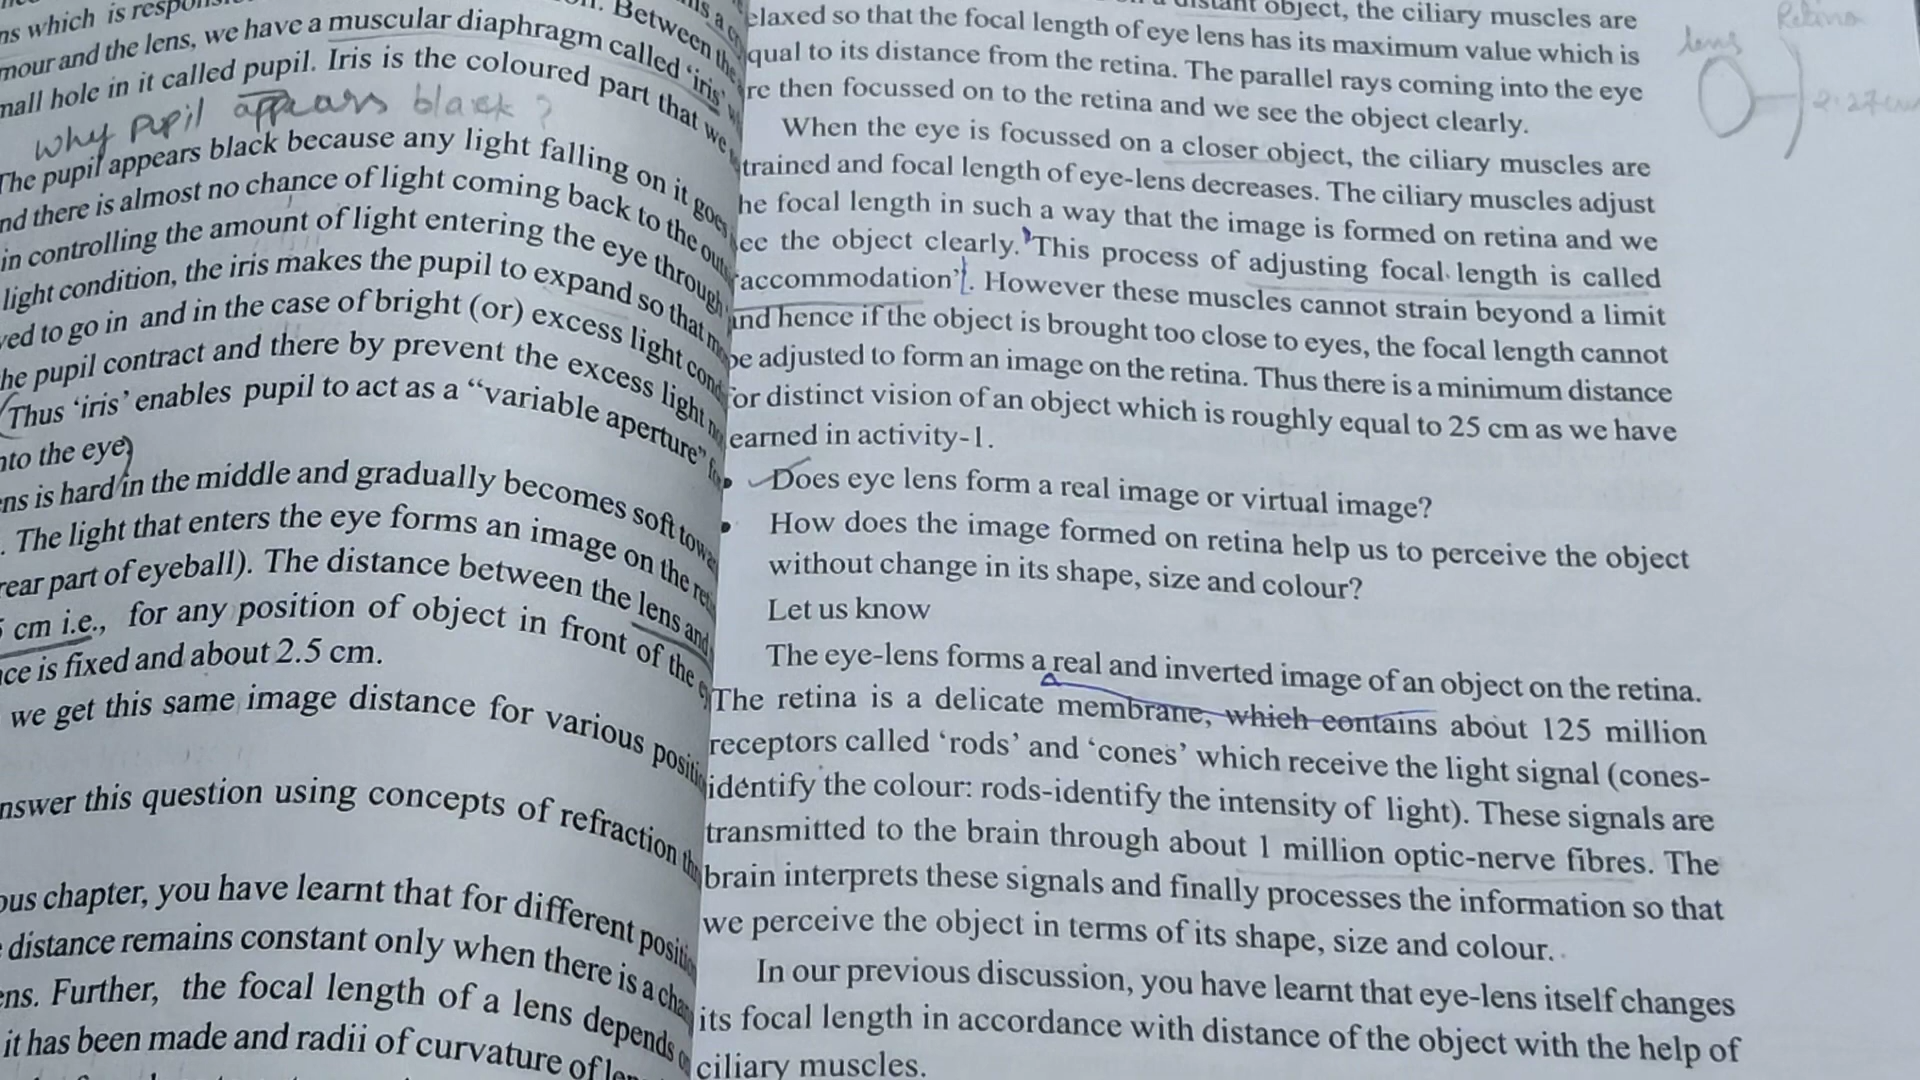 ns which is
mour and the lens, we have a muscular diaphragm called 'iris'
mall hole in it called pupil. Iris is the coloured part that we
why pupil appears black ?
The pupil appears black because any light falling on it goes
nd there is almost no chance of light coming back to the
in controlling the amount of light entering the eye through
light condition, the iris makes the pupil to expand so that
ved to go in and in the case of bright (or) excess light
he pupil contract and there by prevent the excess light
Thus 'iris' enables pupil to act as a “variable aperture”
nto the eye)
ens is hard in the middle and gradually becomes soft
. The light that enters the eye forms an image on the
rear part of eyeball). The distance between the lens and
5 cm i.e., for any position of object in front of the
ce is fixed and about 2.5 cm.
we get this same image distance for various
nswer this question using concepts of refraction
ous chapter, you have learnt that for different
distance remains constant only when there is a
ens. Further, the focal length of a lens depends
it has been made and radii of curvature of
object, the ciliary muscles are
elaxed so that the focal length of eye lens has its maximum value which is
qual to its distance from the retina. The parallel rays coming into the eye
re then focussed on to the retina and we see the object clearly.
When the eye is focussed on a closer object, the ciliary muscles are
trained and focal length of eye-lens decreases. The ciliary muscles adjust
he focal length in such a way that the image is formed on retina and we
ee the object clearly. This process of adjusting focal length is called
'accommodation'. However these muscles cannot strain beyond a limit
and hence if the object is brought too close to eyes, the focal length cannot
be adjusted to form an image on the retina. Thus there is a minimum distance
for distinct vision of an object which is roughly equal to 25 cm as we have
earned in activity-1.
• Does eye lens form a real image or virtual image?
• How does the image formed on retina help us to perceive the object
without change in its shape, size and colour?
Let us know
The eye-lens forms a real and inverted image of an object on the retina.
The retina is a delicate membrane, which contains about 125 million
receptors called 'rods' and 'cones' which receive the light signal (cones-
identify the colour: rods-identify the intensity of light). These signals are
transmitted to the brain through about 1 million optic-nerve fibres. The
brain interprets these signals and finally processes the information so that
we perceive the object in terms of its shape, size and colour.
In our previous discussion, you have learnt that eye-lens itself changes
its focal length in accordance with distance of the object with the help of
ciliary muscles.
lens
Retina